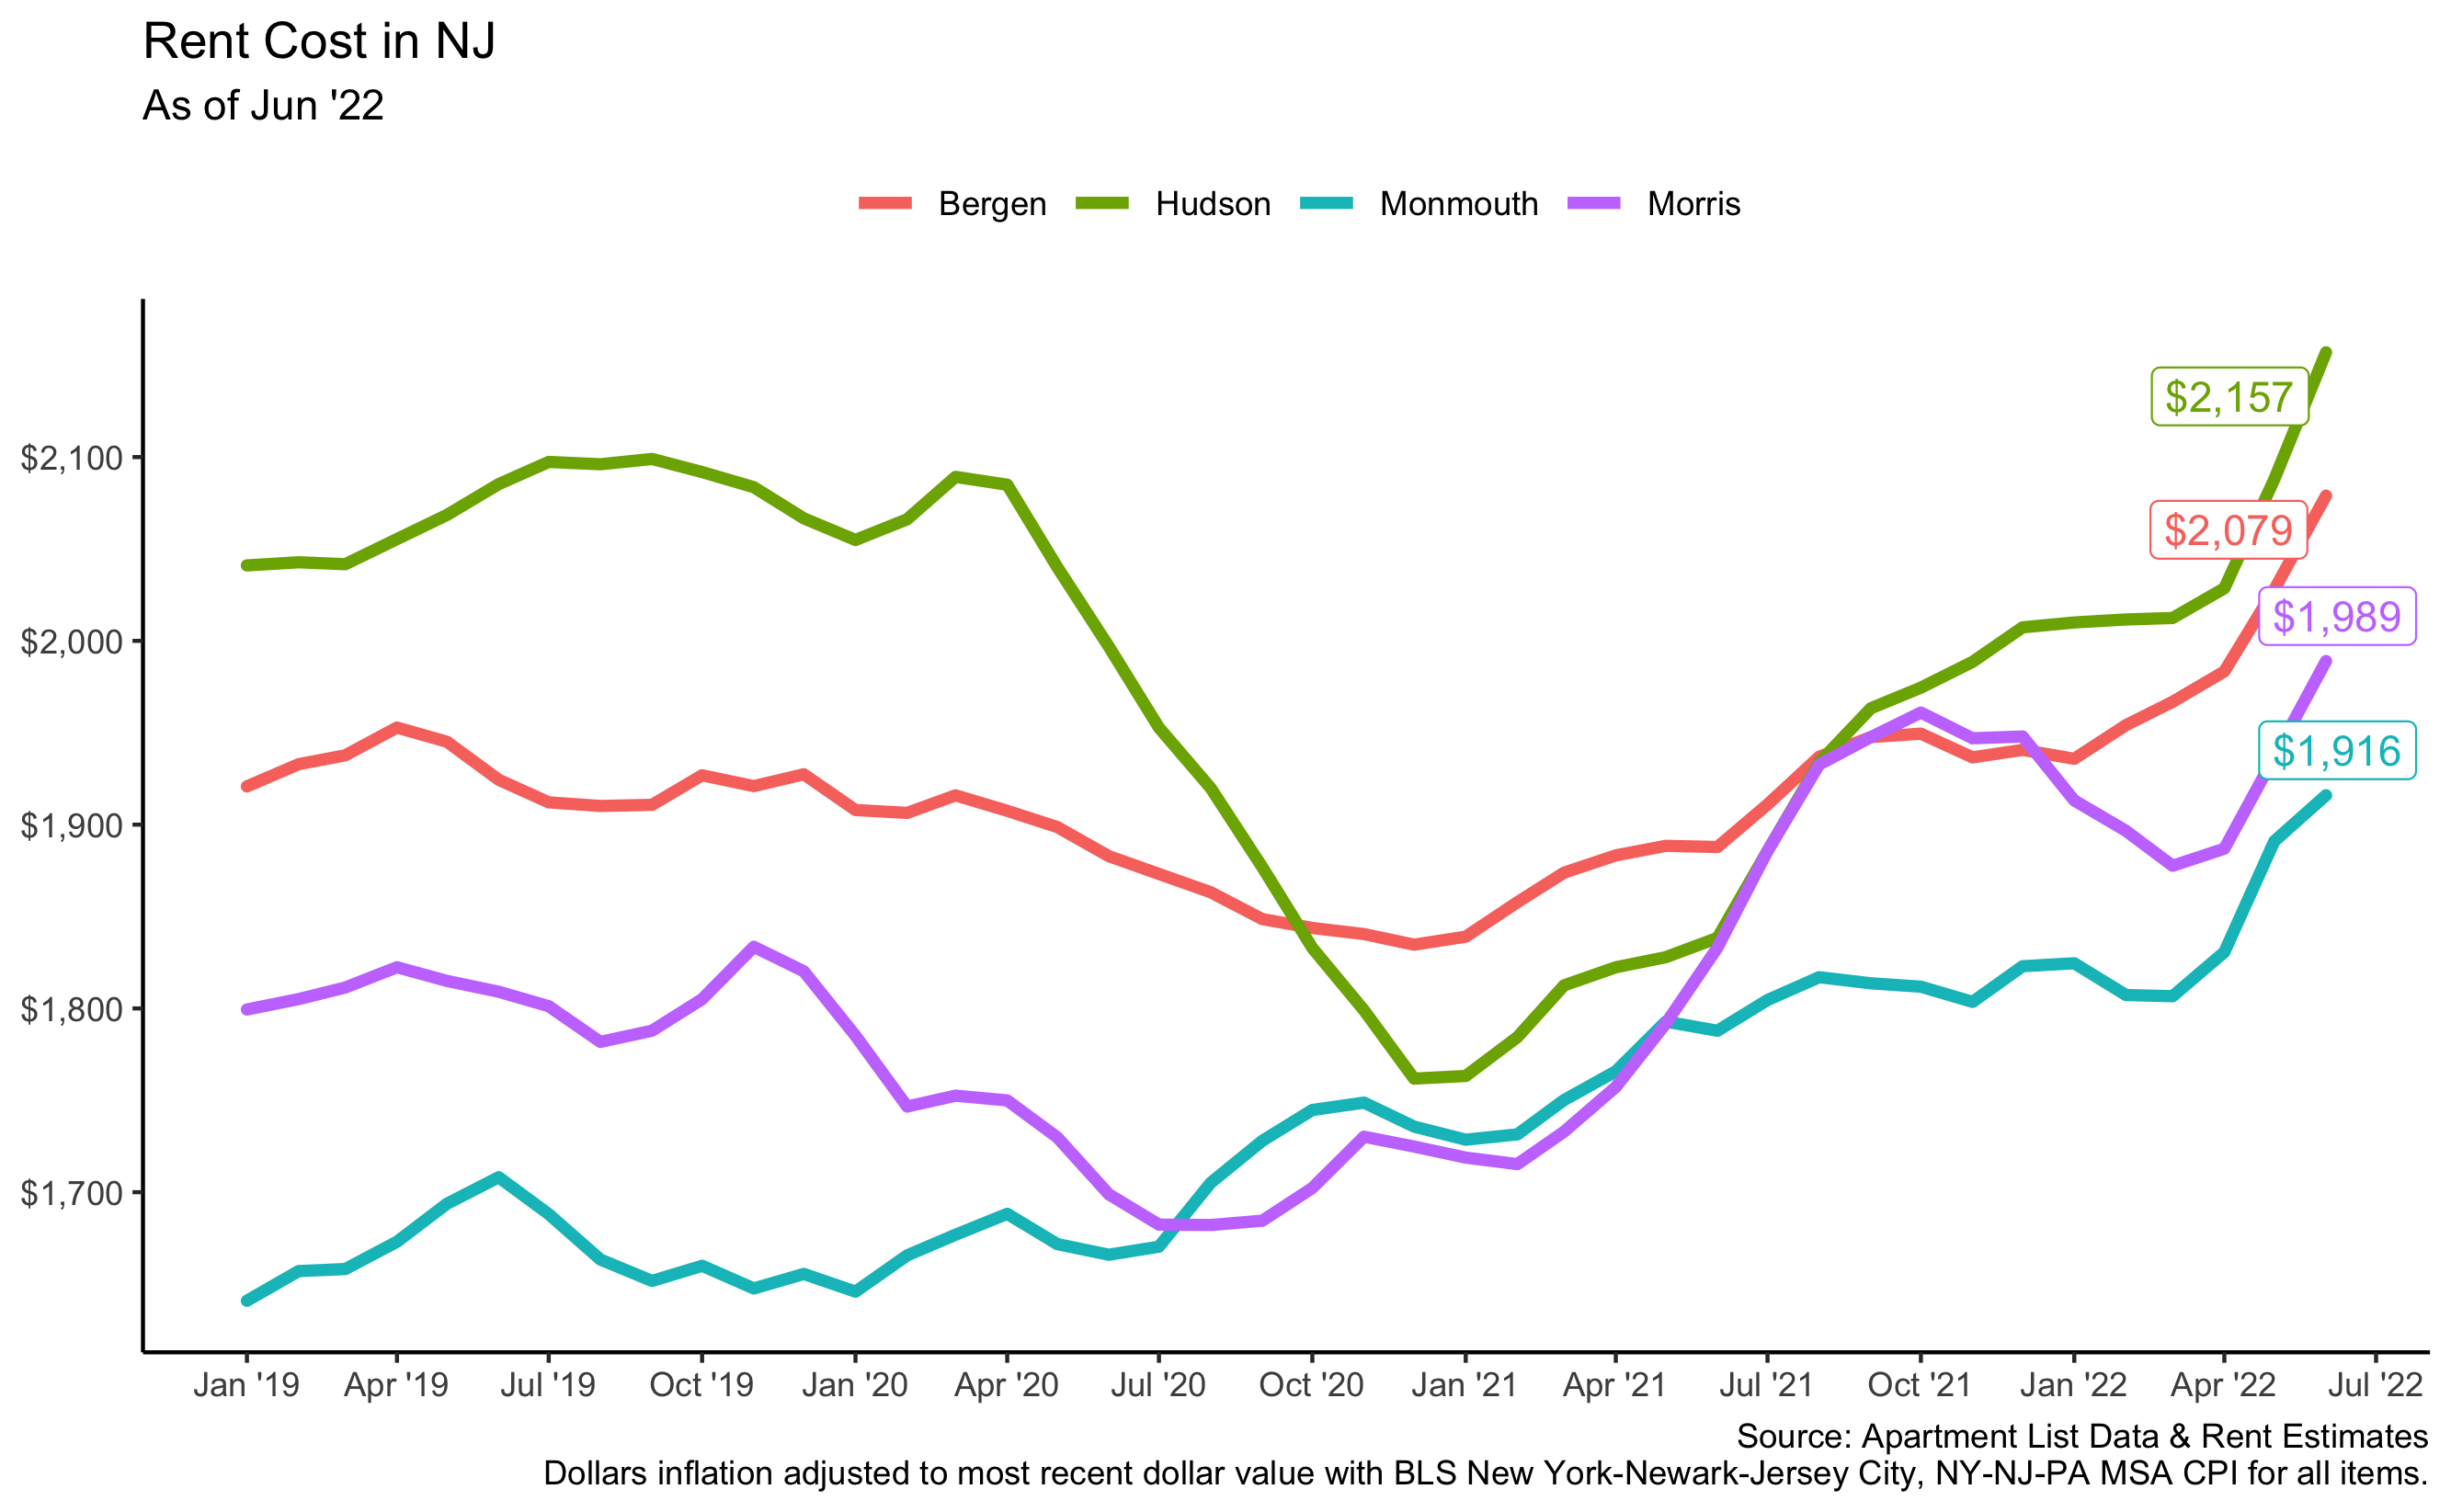 Rent Cost in NJ
As of Jun '22
Bergen Hudson Monmouth Morris
$2,157
$2,100
$2,079
$2,000
$1,989
$1,916
$1,900
$1,800
$1,700
Jan '19 Apr '19 Jul '19 Oct '19 Jan '20 Apr '20 Jul '20 Oct '20 Jan '21 Apr '21 Jul '21 Oct '21 Jan '22 Apr '22 Jul '22
Source: Apartment List Data & Rent Estimates
Dollars inflation adjusted to most recent dollar value with BLS New York-Newark-Jersey City, NY-NJ-PA MSA CPI for all items.